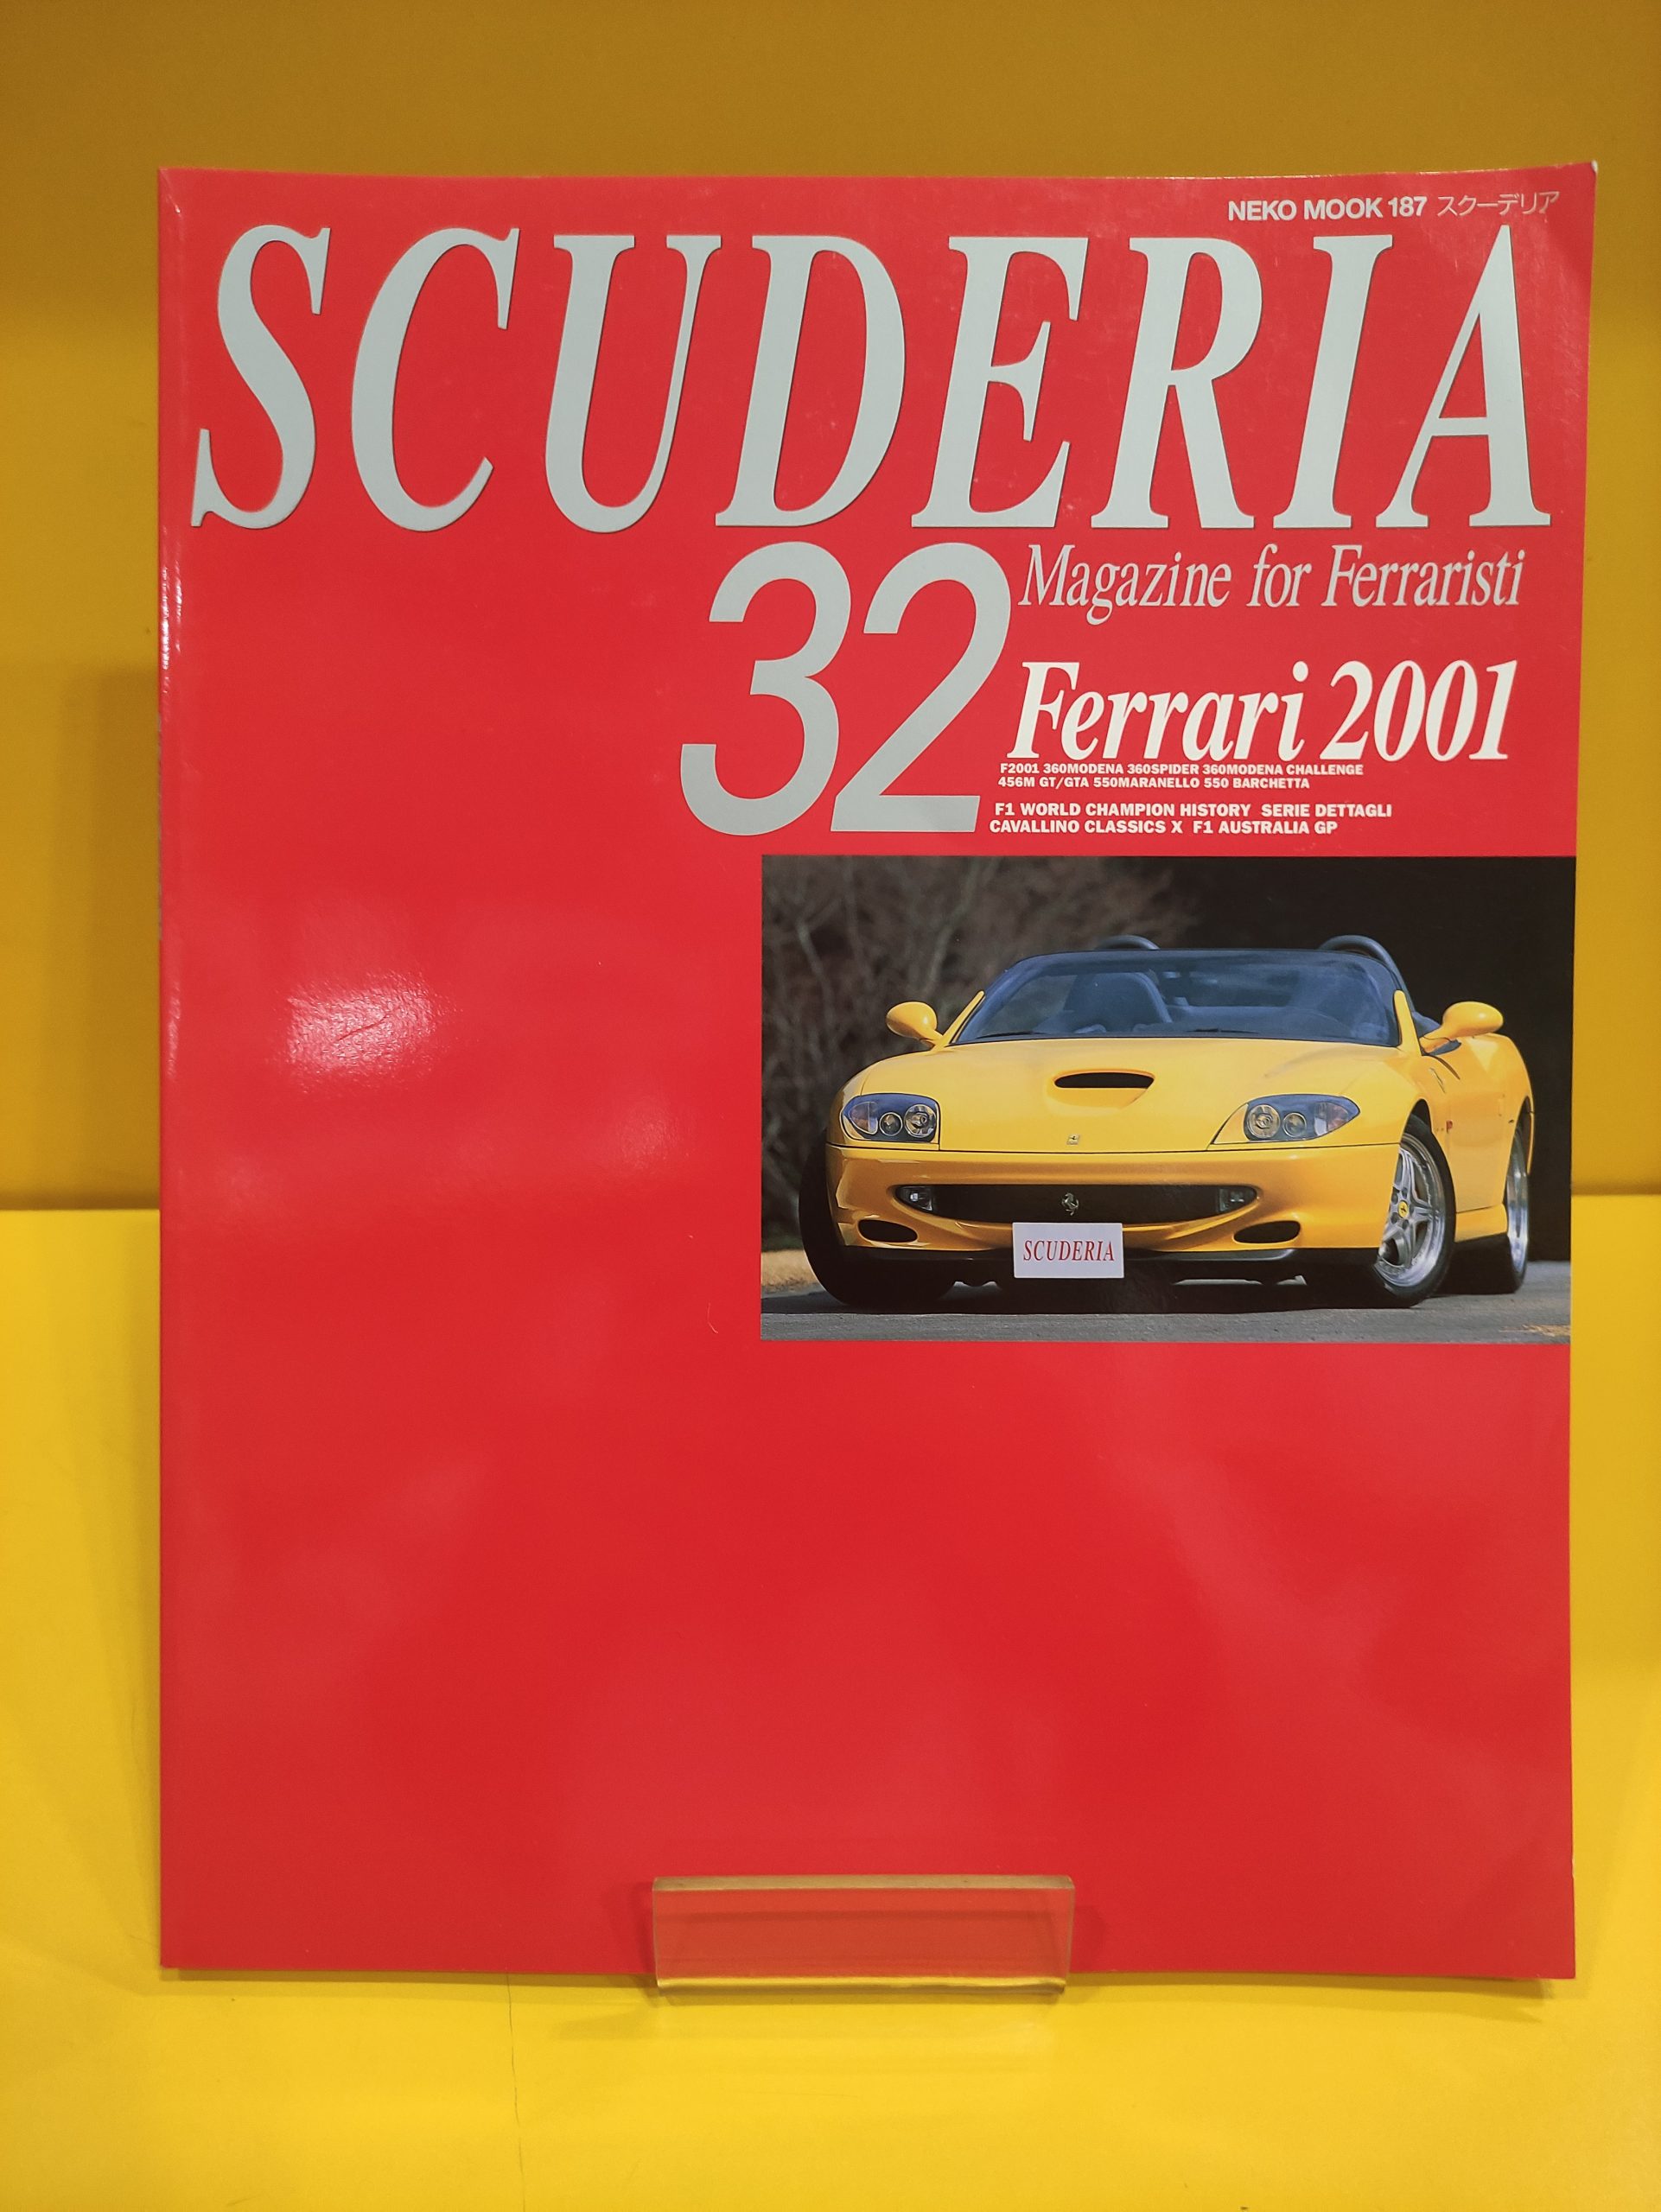 NEKO MOOK 187 スクーデリア
SCUDERIA
32
Magazine for Ferraristi
Ferrari 2001
F2001 360MODENA 360SPIDER 360MODENA CHALLENGE
456M GT/GTA 550MARANELLO 550 BARCHETTA
F1 WORLD CHAMPION HISTORY SERIE DETTAGLI
CAVALLINO CLASSICS X F1 AUSTRALIA GP
SCUDERIA